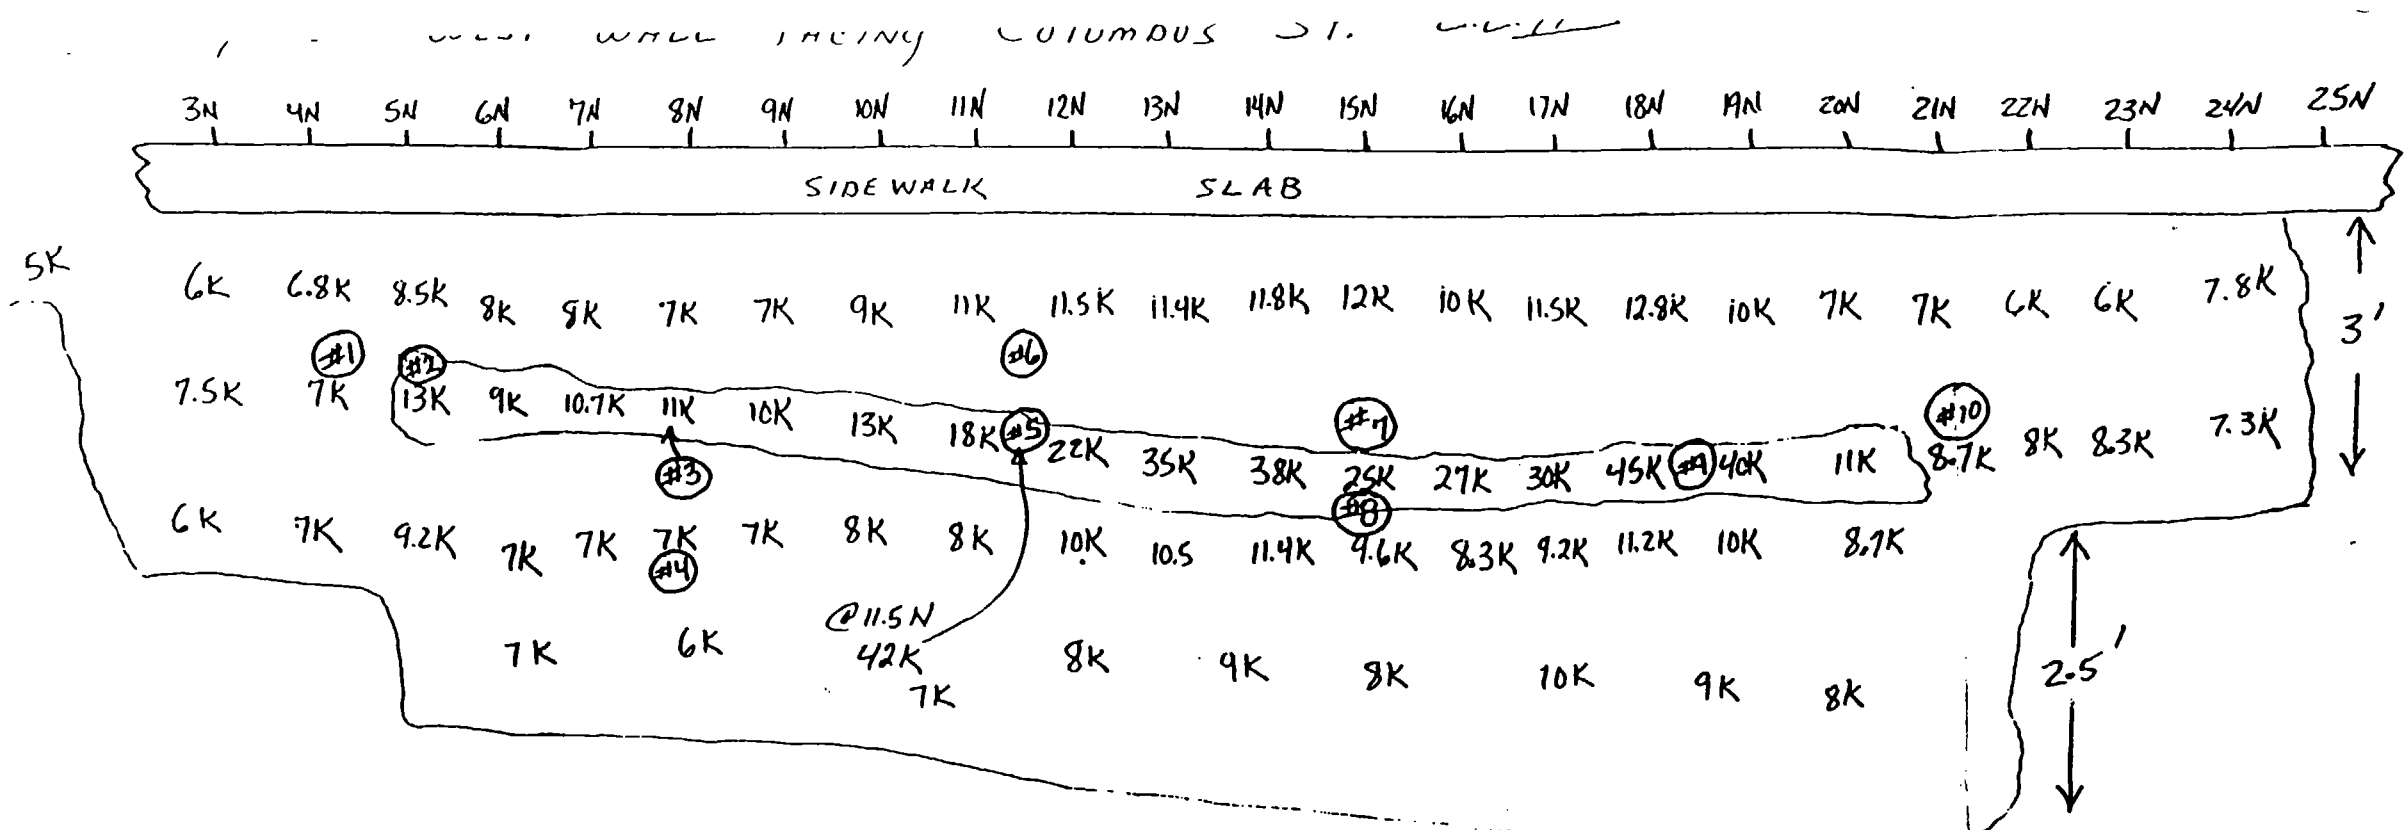 WEST WALL FACING COLUMBUS ST.
3N 4N 5N 6N 7N 8N 9N 10N 11N 12N 13N 14N 15N 16N 17N 18N 19N 20N 21N 22N 23N 24N 25N
SIDEWALK SLAB
5K
6K 6.8K 8.5K 8K 8K 7K 7K 9K 11K 11.5K 11.4K 11.8K 12K 10K 11.5K 12.8K 10K 7K 7K 6K 6K 7.8K
3'
#1 #2 #6
7.5K 7K 13K 9K 10.7K 11K 10K 13K 18K #5 22K 35K 38K 25K 27K 30K 45K #9 40K 11K 8.7K 8K 8.3K 7.3K
#7 #10
#3 #8
6K 7K 9.2K 7K 7K 7K 7K 8K 8K 10K 10.5 11.4K 9.6K 8.3K 9.2K 11.2K 10K 8.7K
#4
@11.5N
7K 6K 42K 8K 9K 8K 10K 9K 8K
7K
2.5'